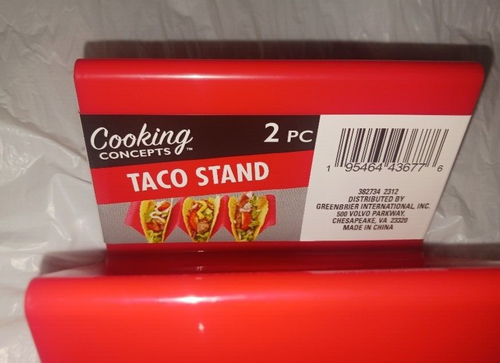 Cooking
CONCEPTS™
2 PC
TACO STAND
1 95464 43677 6
382734 2312
DISTRIBUTED BY
GREENBRIER INTERNATIONAL, INC.
500 VOLVO PARKWAY,
CHESAPEAKE, VA 23320
MADE IN CHINA